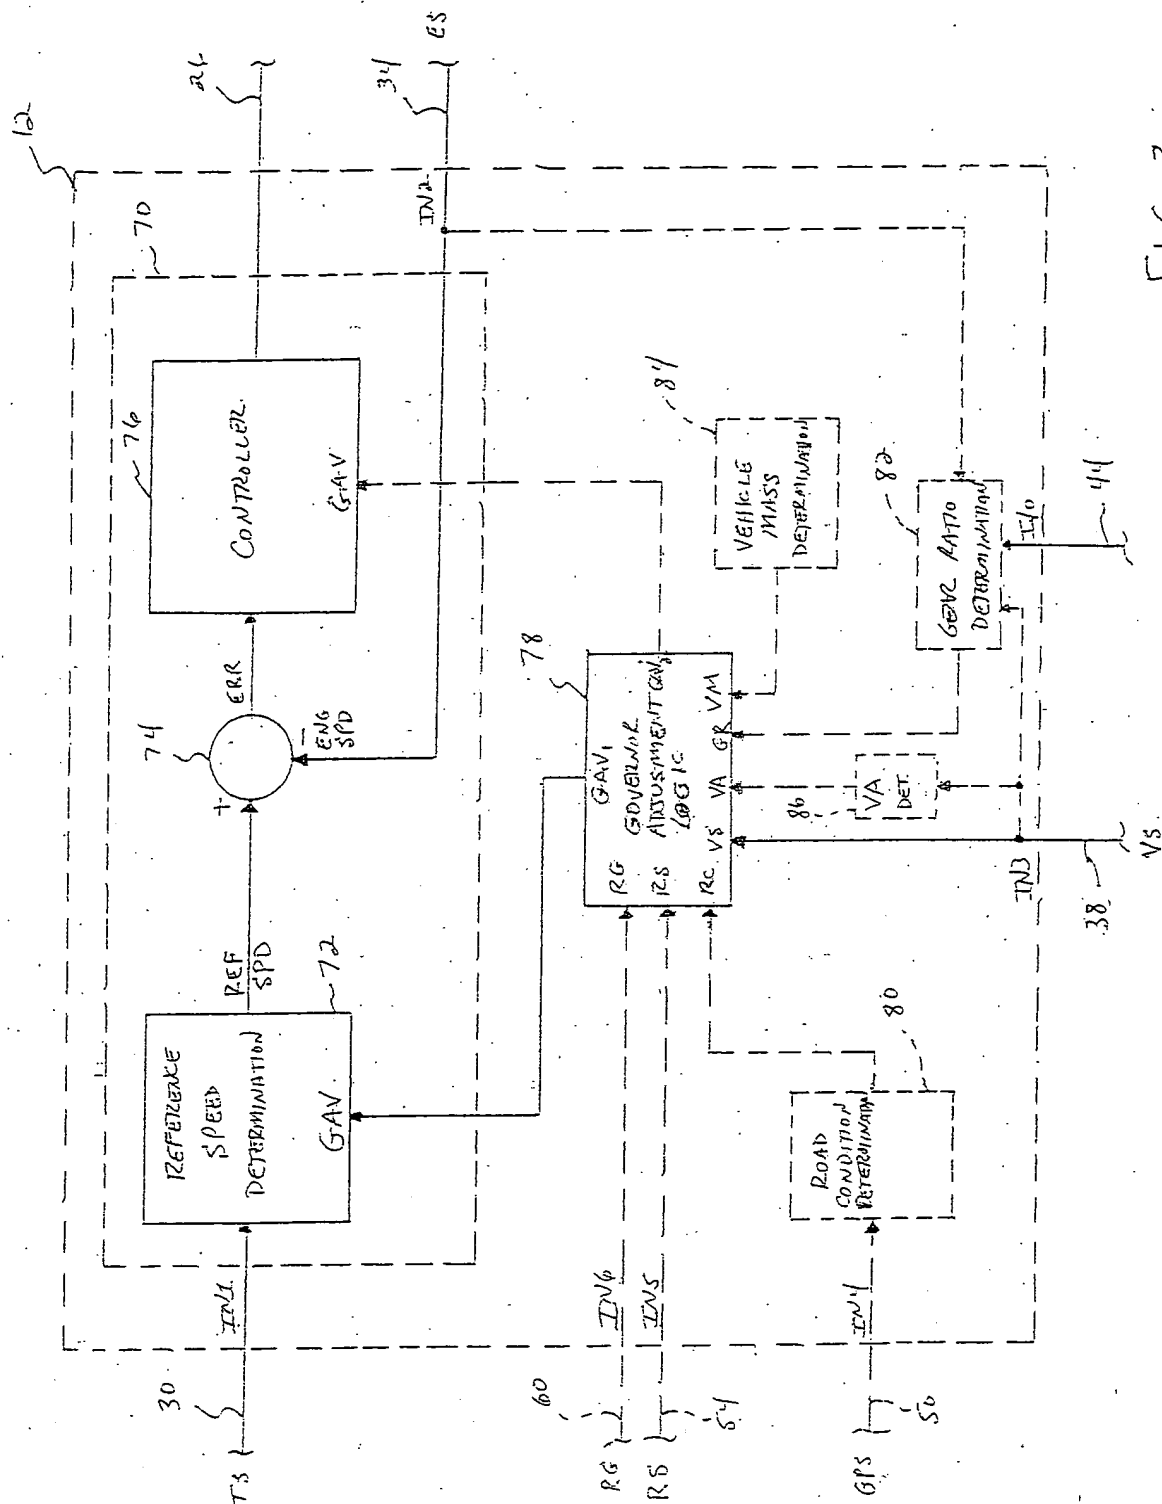 12
70
26
34
ES
REFERENCE
SPEED
DETERMINATION
GAV
72
REF
SPD
74
+
-
ERR
ENG
SPD
76
CONTROLLER
GAV
IN1
30
TS
IN2
78
GAV1
GAV2
GOVERNOR
ADJUSTMENT
LOGIC
RG
RS
RC
VS
VA
GR
VM
84
VEHICLE
MASS
DETERMINATION
82
GEAR RATIO
DETERMINATION
I/O
44
86
VA
DET.
80
ROAD
CONDITION
DETERMINATION
IN6
IN5
IN4
IN3
60
RG
RS
54
GPS
50
38
VS